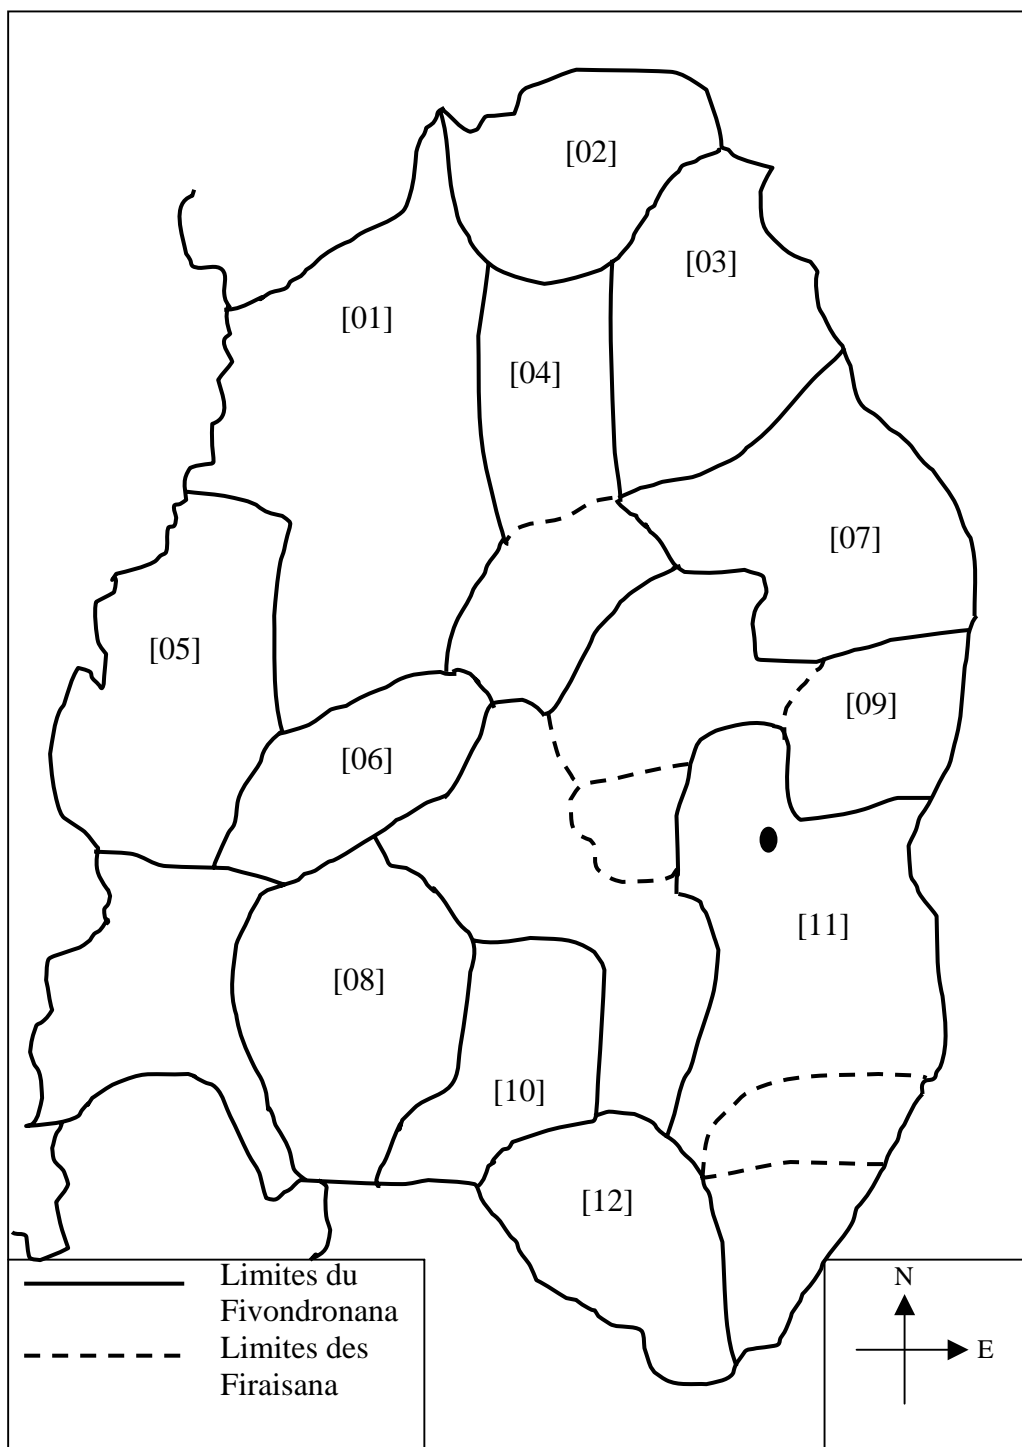 [02]
[03]
[01]
[04]
[07]
[05]
[09]
[06]
[11]
[08]
[10]
[12]
Limites du
Fivondronana
Limites des
Firaisana
N
E